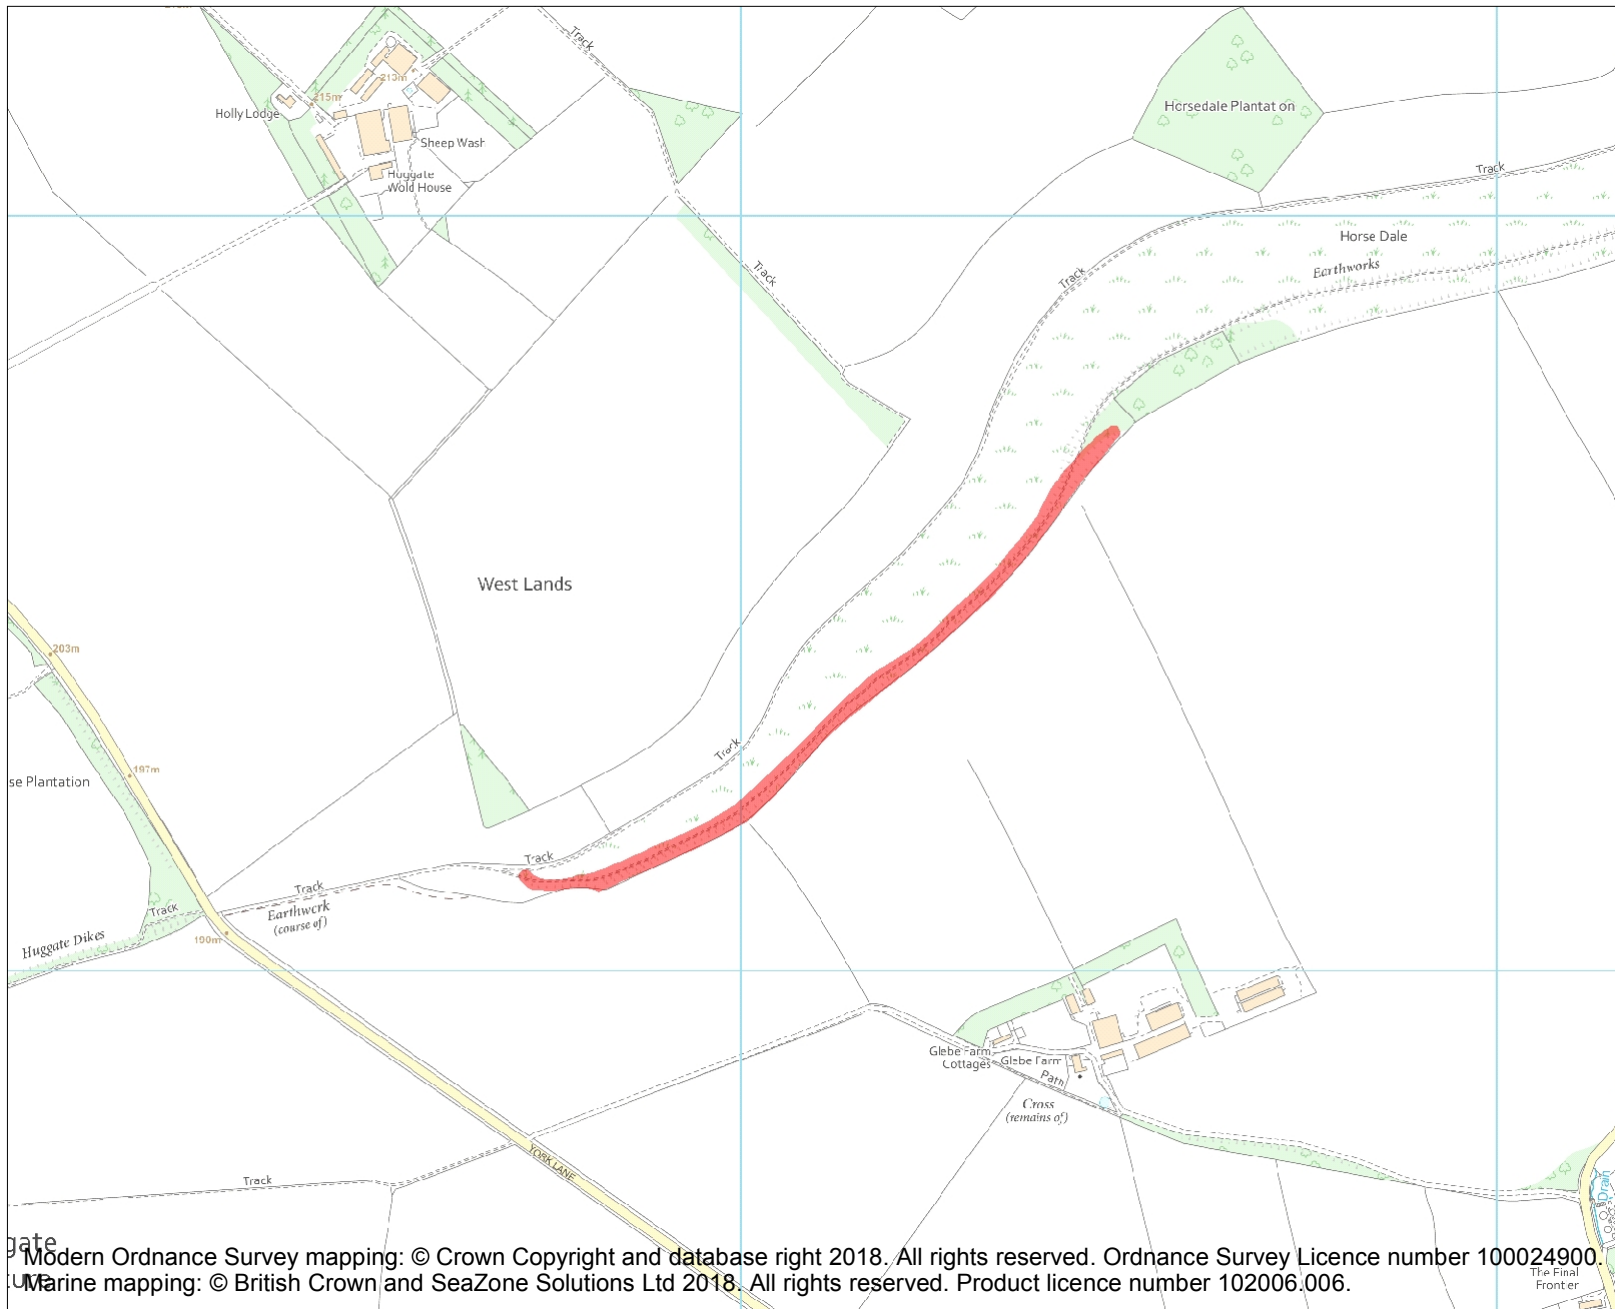 Track
213m
215m
Holly Lodge
Sheep Wash
Huggate
Wold House
Horsedale Plantation
Track
Horse Dale
Earthworks
Track
Track
West Lands
203m
197m
se Plantation
Track
Track
Track
Earthwork
(course of)
Track
Huggate Dikes
190m
Glebe Farm
Cottages
Glebe Farm
Path
Cross
(remains of)
YORK LANE
Track
Drain
gate
ture
Modern Ordnance Survey mapping: © Crown Copyright and database right 2018. All rights reserved. Ordnance Survey Licence number 100024900.
Marine mapping: © British Crown and SeaZone Solutions Ltd 2018. All rights reserved. Product licence number 102006.006.
The Final
Frontier